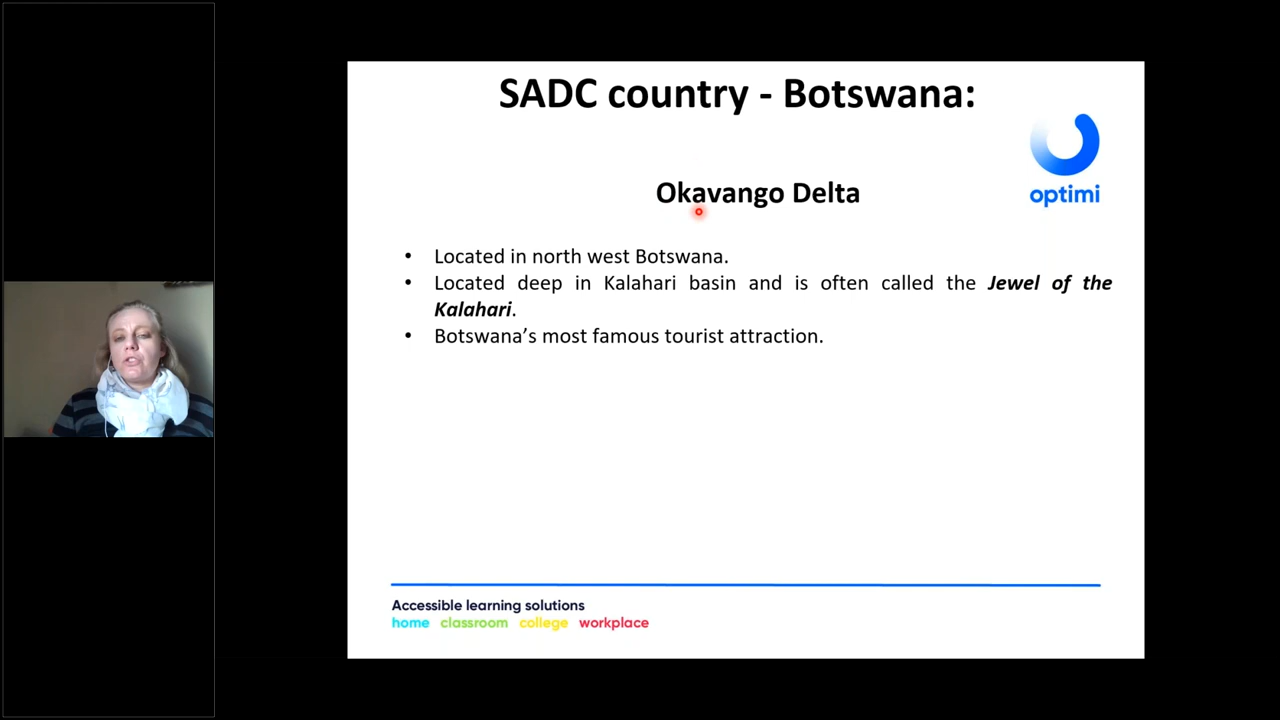 SADC country - Botswana:
optimi
Okavango Delta
• Located in north west Botswana.
• Located deep in Kalahari basin and is often called the Jewel of the
Kalahari.
• Botswana’s most famous tourist attraction.
Accessible learning solutions
home classroom college workplace